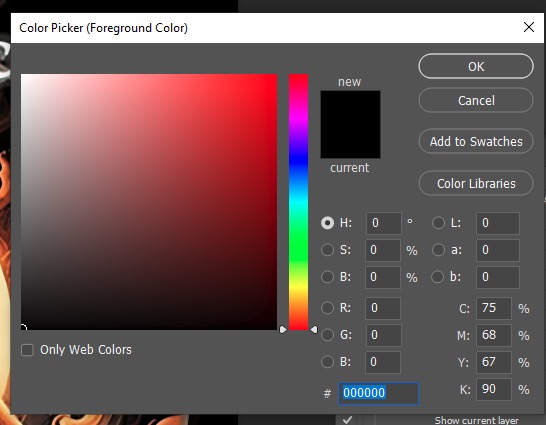 Color Picker (Foreground Color)
new
current
OK
Cancel
Add to Swatches
Color Libraries
H: 0 °
S: 0 %
B: 0 %
R: 0
G: 0
B: 0
# 000000
L: 0
a: 0
b: 0
C: 75 %
M: 68 %
Y: 67 %
K: 90 %
Only Web Colors
Show current layer